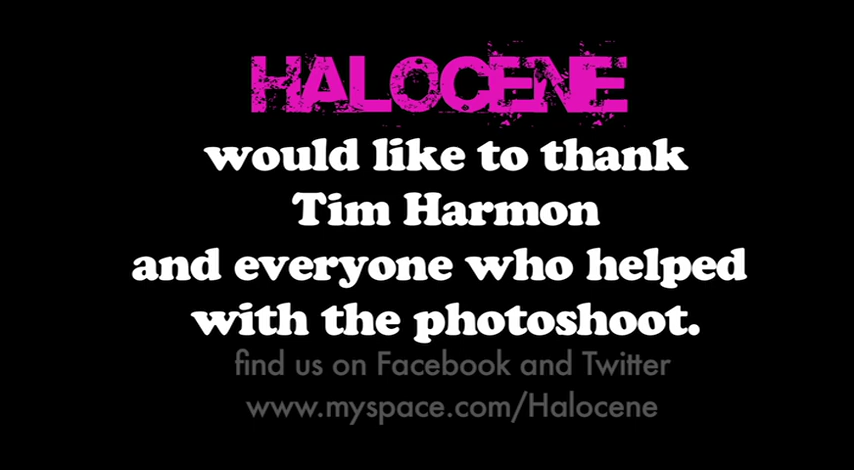 HALOCENE
would like to thank
Tim Harmon
and everyone who helped
with the photoshoot.
find us on Facebook and Twitter
www.myspace.com/Halocene